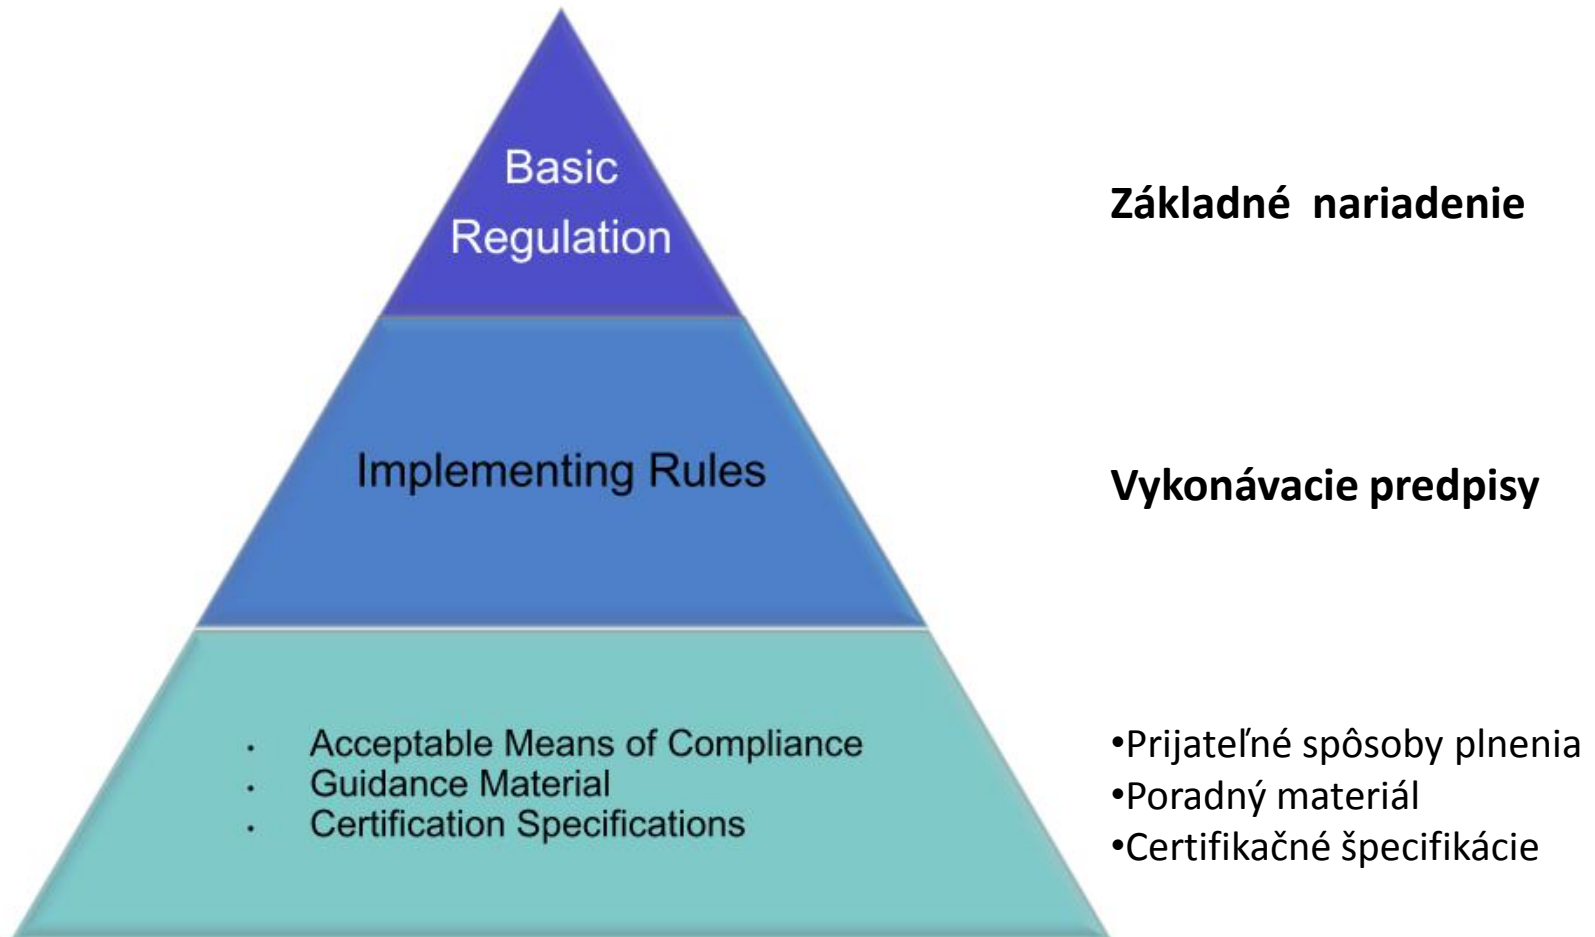 Basic
Regulation
Základné nariadenie
Implementing Rules
Vykonávacie predpisy
· Acceptable Means of Compliance
· Guidance Material
· Certification Specifications
•Prijateľné spôsoby plnenia
•Poradný materiál
•Certifikačné špecifikácie